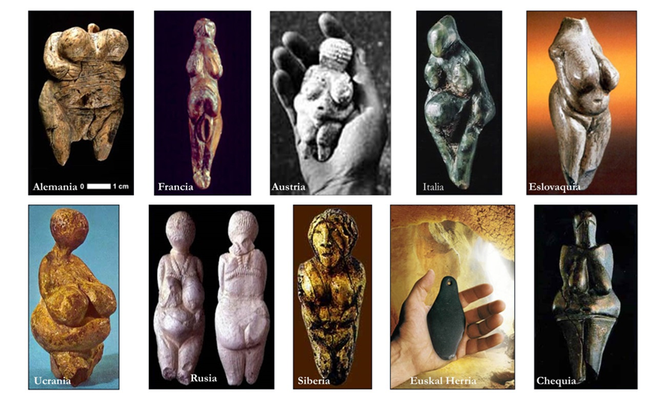 Alemania 0 1 cm
Francia
Austria
Italia
Eslovaquia
Ucrania
Rusia
Siberia
Euskal Herria
Chequia